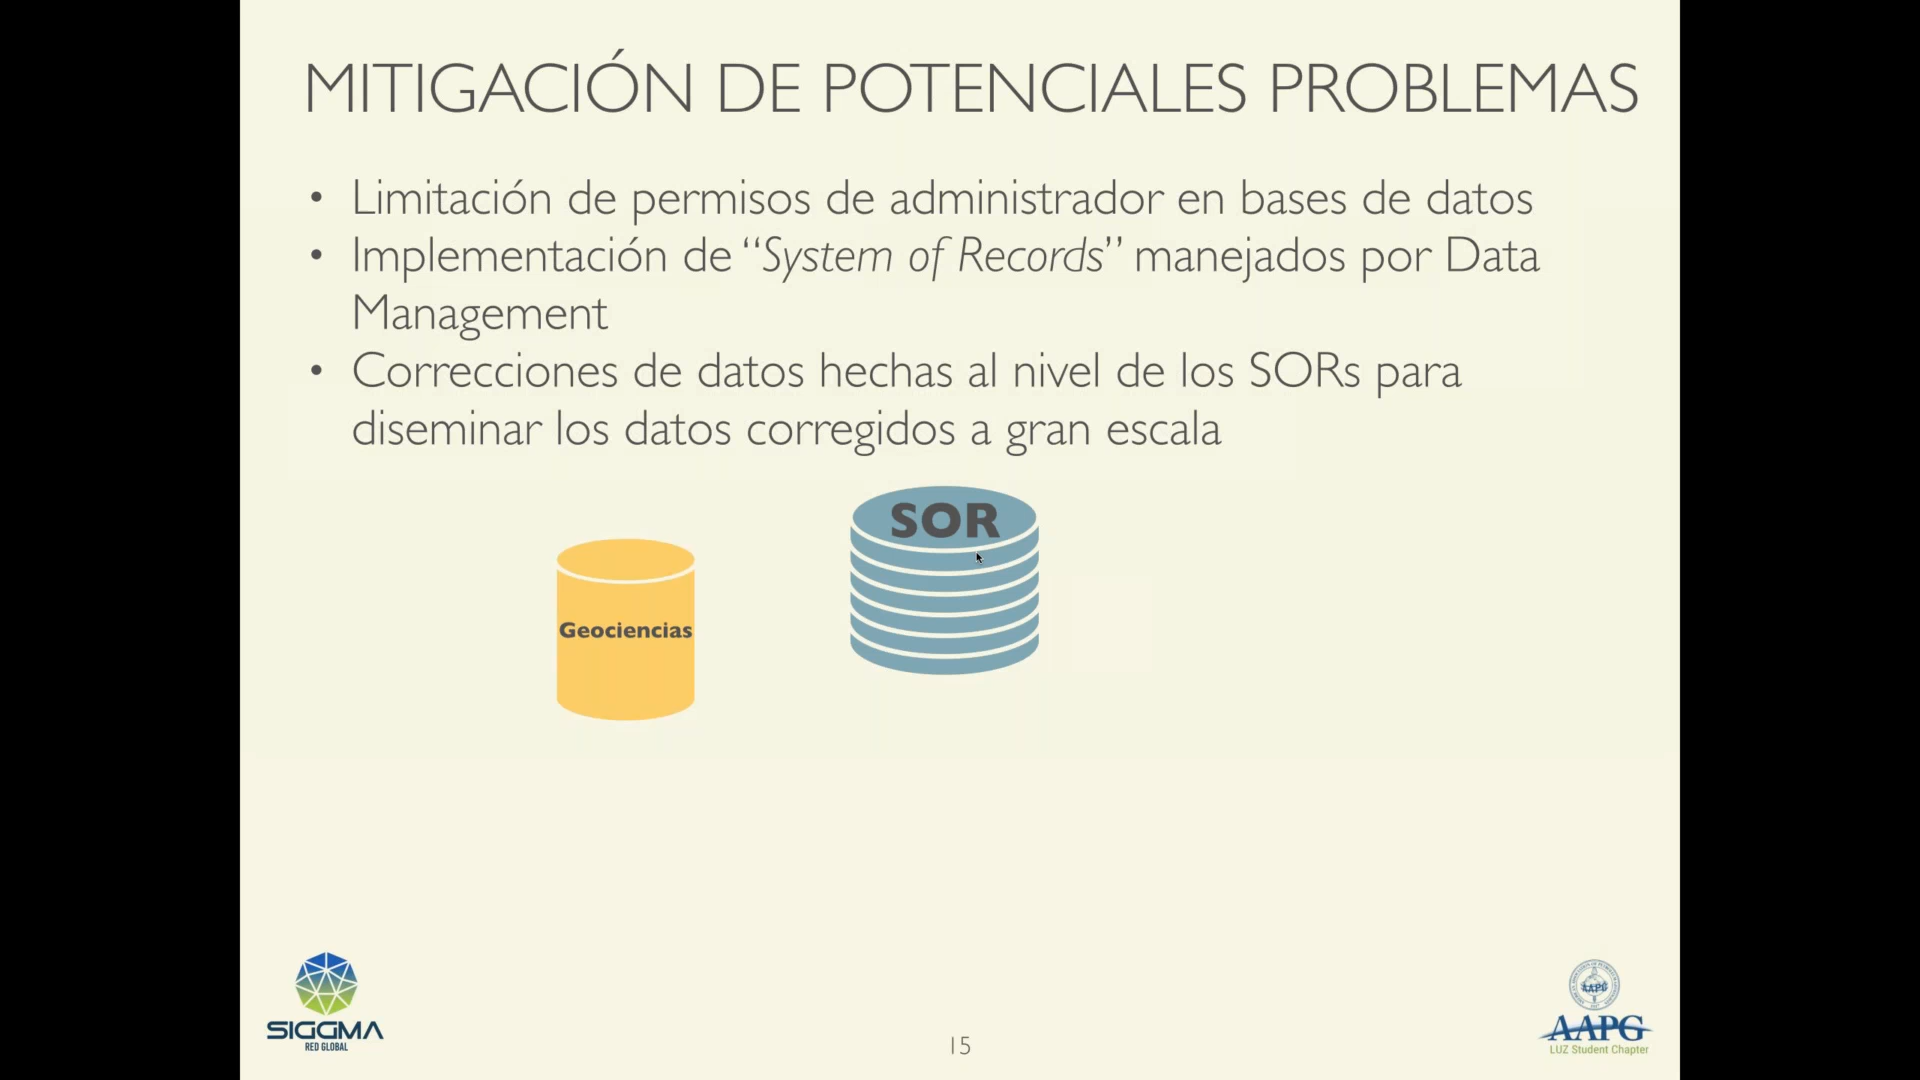 MITIGACIÓN DE POTENCIALES PROBLEMAS
• Limitación de permisos de administrador en bases de datos
• Implementación de “System of Records” manejados por Data
Management
• Correcciones de datos hechas al nivel de los SORs para
diseminar los datos corregidos a gran escala
SOR
Geociencias
SIGGMA
RED GLOBAL
15
AAPG
AAPG
LUZ Student Chapter